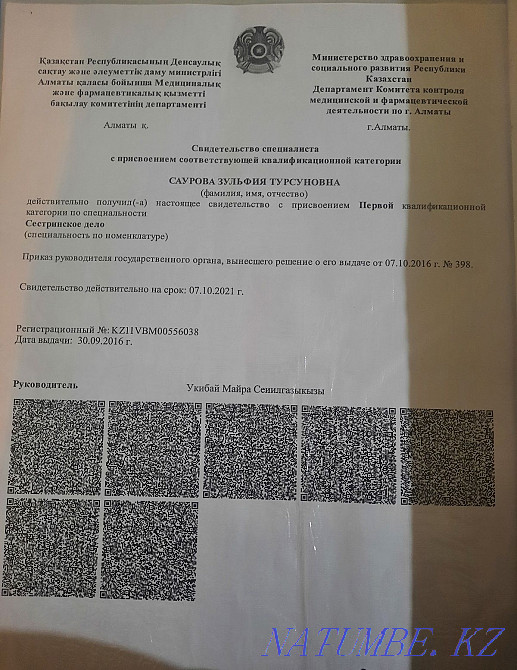 Қазақстан Республикасының Денсаулық
сақтау және әлеуметтік даму министрлігі
Алматы қаласы бойынша Медициналық
және фармацевтикалық қызметті
бақылау комитетінің департаменті
Министерство здравоохранения и
социального развития Республики
Казахстан
Департамент Комитета контроля
медицинской и фармацевтической
деятельности по г. Алматы
Алматы қ.
г.Алматы.
Свидетельство специалиста
с присвоением соответствующей квалификационной категории
САУРОВА ЗУЛЬФИЯ ТУРСУНОВНА
(фамилия, имя, отчество)
действительно получил(-а) настоящее свидетельство с присвоением Первой квалификационной
категории по специальности
Сестринское дело
(специальность по номенклатуре)
Приказ руководителя государственного органа, вынесшего решение о его выдаче от 07.10.2016 г. № 398.
Свидетельство действительно на срок: 07.10.2021 г.
Регистрационный №: KZ11VBM00556038
Дата выдачи: 30.09.2016 г.
Руководитель
Укибай Майра Сеиилгазыкызы
NATUMBE. KZ